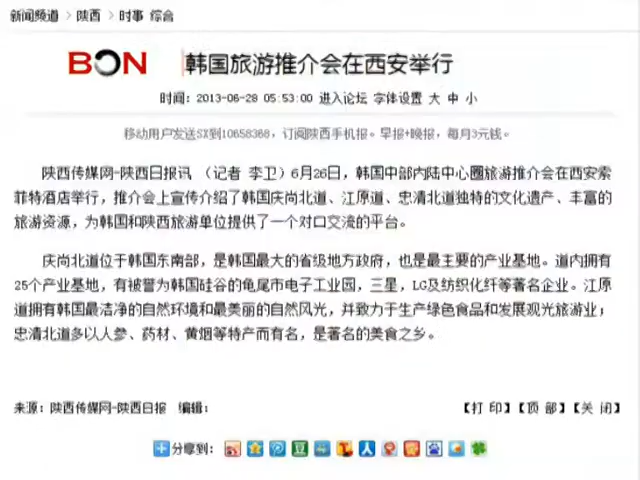 新闻频道 > 陕西 > 时事 综合
BON 韩国旅游推介会在西安举行
时间：2013-06-28 05:53:00 进入论坛 字体设置 大 中 小
移动用户发送SX到10658368，订阅陕西手机报。早报+晚报，每月3元钱。
陕西传媒网-陕西日报讯 （记者 李卫）6月26日，韩国中部内陆中心圈旅游推介会在西安索
菲特酒店举行，推介会上宣传介绍了韩国庆尚北道、江原道、忠清北道独特的文化遗产、丰富的
旅游资源，为韩国和陕西旅游单位提供了一个对口交流的平台。
庆尚北道位于韩国东南部，是韩国最大的省级地方政府，也是最主要的产业基地。道内拥有
25个产业基地，有被誉为韩国硅谷的龟尾市电子工业园，三星，LG及纺织化纤等著名企业。江原
道拥有韩国最洁净的自然环境和最美丽的自然风光，并致力于生产绿色食品和发展观光旅游业；
忠清北道多以人参、药材、黄烟等特产而有名，是著名的美食之乡。
来源：陕西传媒网-陕西日报 编辑： 【打 印】【顶 部】【关 闭】
分享到：